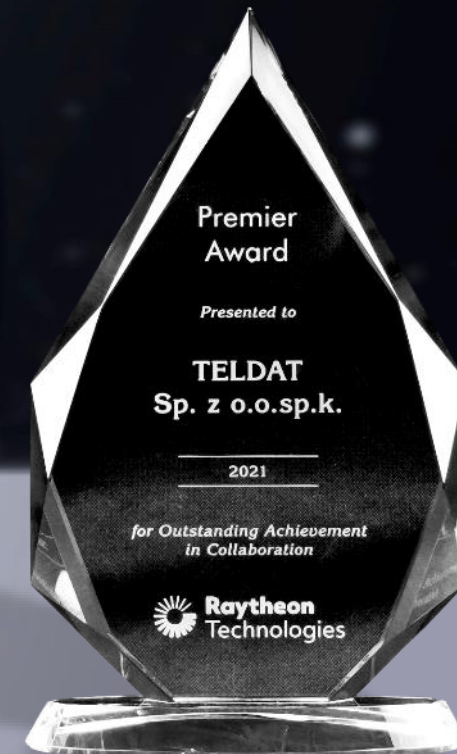 Premier
Award
Presented to
TELDAT
Sp. z o.o.sp.k.
2021
for Outstanding Achievement
in Collaboration
Raytheon
Technologies